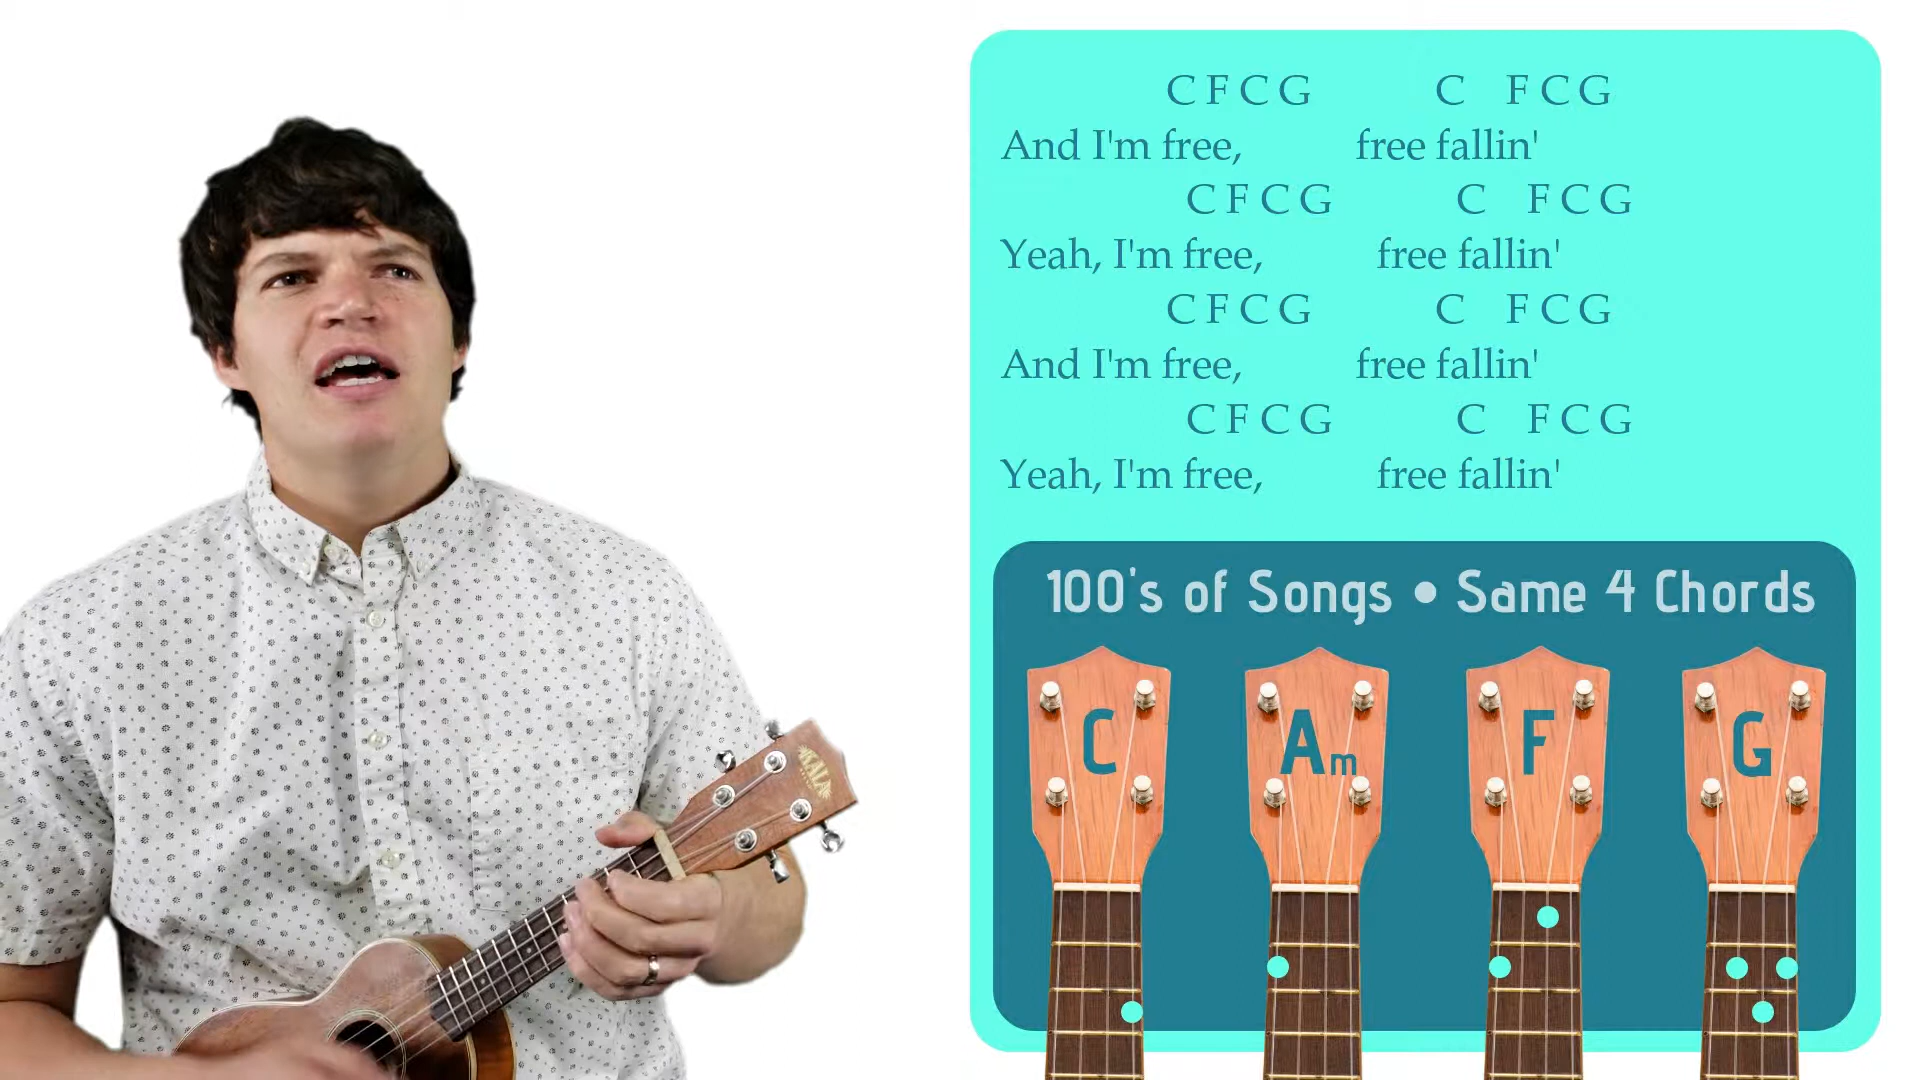 C F C G C F C G
And I'm free, free fallin'
C F C G C F C G
Yeah, I'm free, free fallin'
C F C G C F C G
And I'm free, free fallin'
C F C G C F C G
Yeah, I'm free, free fallin'
100's of Songs • Same 4 Chords
C Am F G
KALA